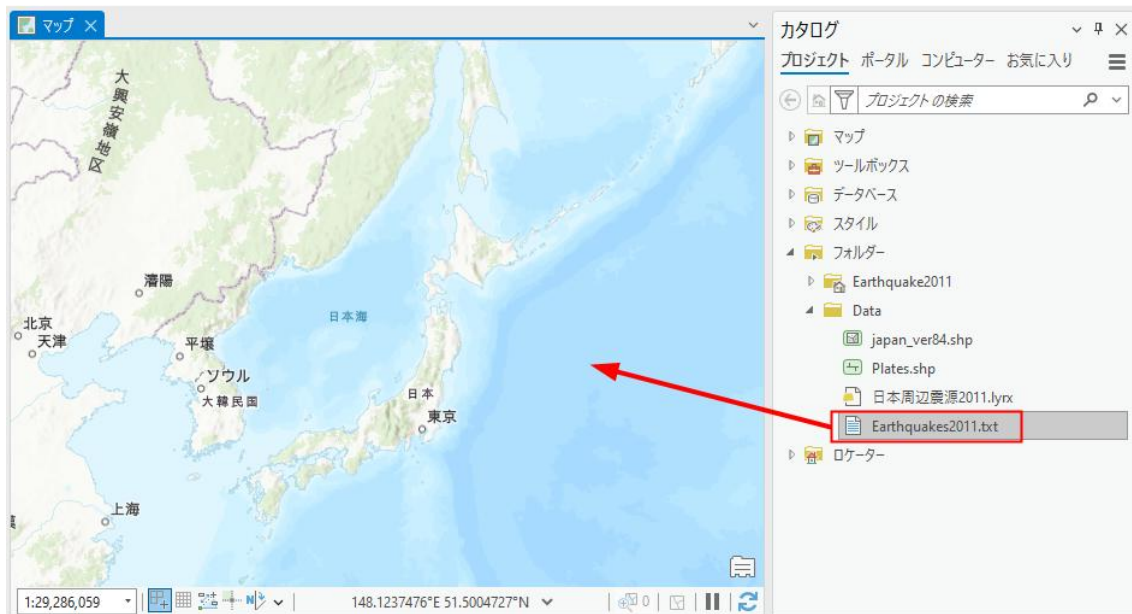 マップ
大興安嶺地区
瀋陽
北京
天津
平壌
ソウル
大韓民国
日本海
日本
東京
上海
1:29,286,059
148.1237476°E 51.5004727°N
0
カタログ
プロジェクト ポータル コンピューター お気に入り
プロジェクトの検索
マップ
ツールボックス
データベース
スタイル
フォルダー
Earthquake2011
Data
japan_ver84.shp
Plates.shp
日本周辺震源2011.lyrx
Earthquakes2011.txt
ロケーター